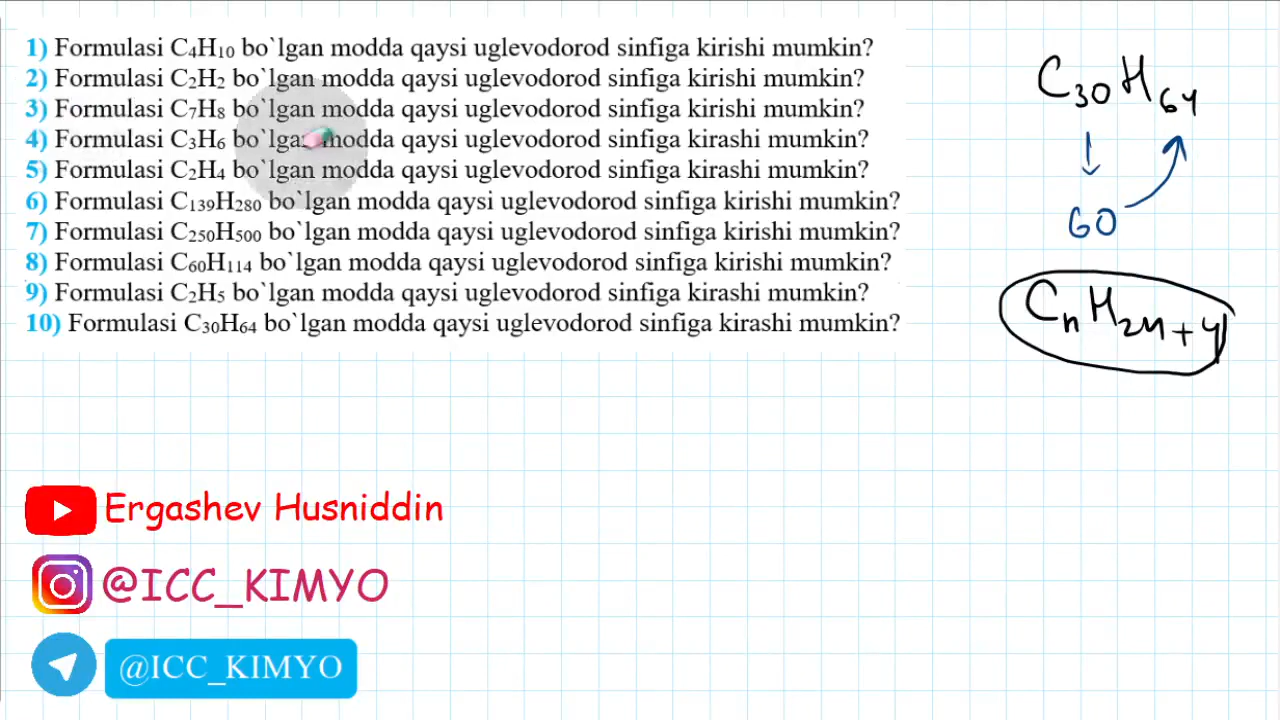 1) Formulasi C₄H₁₀ bo`lgan modda qaysi uglevodorod sinfiga kirishi mumkin?
2) Formulasi C₂H₂ bo`lgan modda qaysi uglevodorod sinfiga kirishi mumkin?
3) Formulasi C₇H₈ bo`lgan modda qaysi uglevodorod sinfiga kirishi mumkin?
4) Formulasi C₃H₆ bo`lgan modda qaysi uglevodorod sinfiga kirashi mumkin?
5) Formulasi C₂H₄ bo`lgan modda qaysi uglevodorod sinfiga kirashi mumkin?
6) Formulasi C₁₃₉H₂₈₀ bo`lgan modda qaysi uglevodorod sinfiga kirishi mumkin?
7) Formulasi C₂₅₀H₅₀₀ bo`lgan modda qaysi uglevodorod sinfiga kirishi mumkin?
8) Formulasi C₆₀H₁₁₄ bo`lgan modda qaysi uglevodorod sinfiga kirishi mumkin?
9) Formulasi C₂H₅ bo`lgan modda qaysi uglevodorod sinfiga kirashi mumkin?
10) Formulasi C₃₀H₆₄ bo`lgan modda qaysi uglevodorod sinfiga kirashi mumkin?
C₃₀H₆₄
60
CₙH₂ₙ₊₄
Ergashev Husniddin
@ICC_KIMYO
@ICC_KIMYO